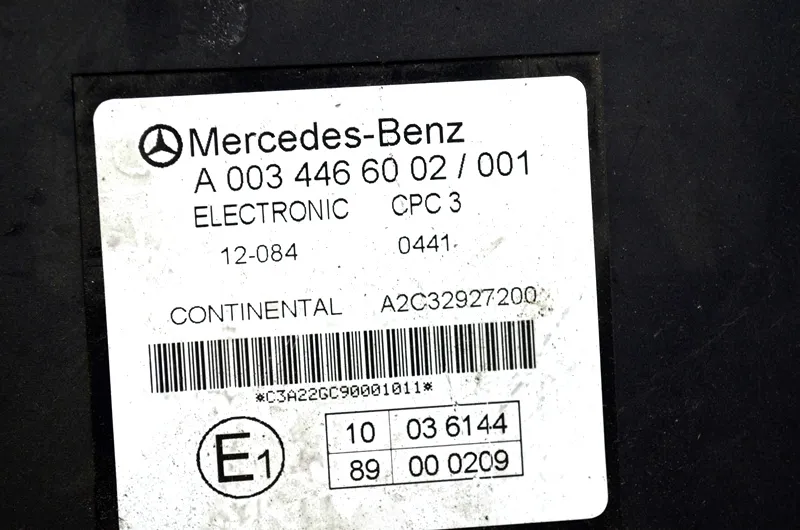 Mercedes-Benz
A 003 446 60 02 / 001
ELECTRONIC CPC 3
12-084 0441
CONTINENTAL A2C32927200
*C3A22GC90001011*
E1
10 03 6144
89 00 0209